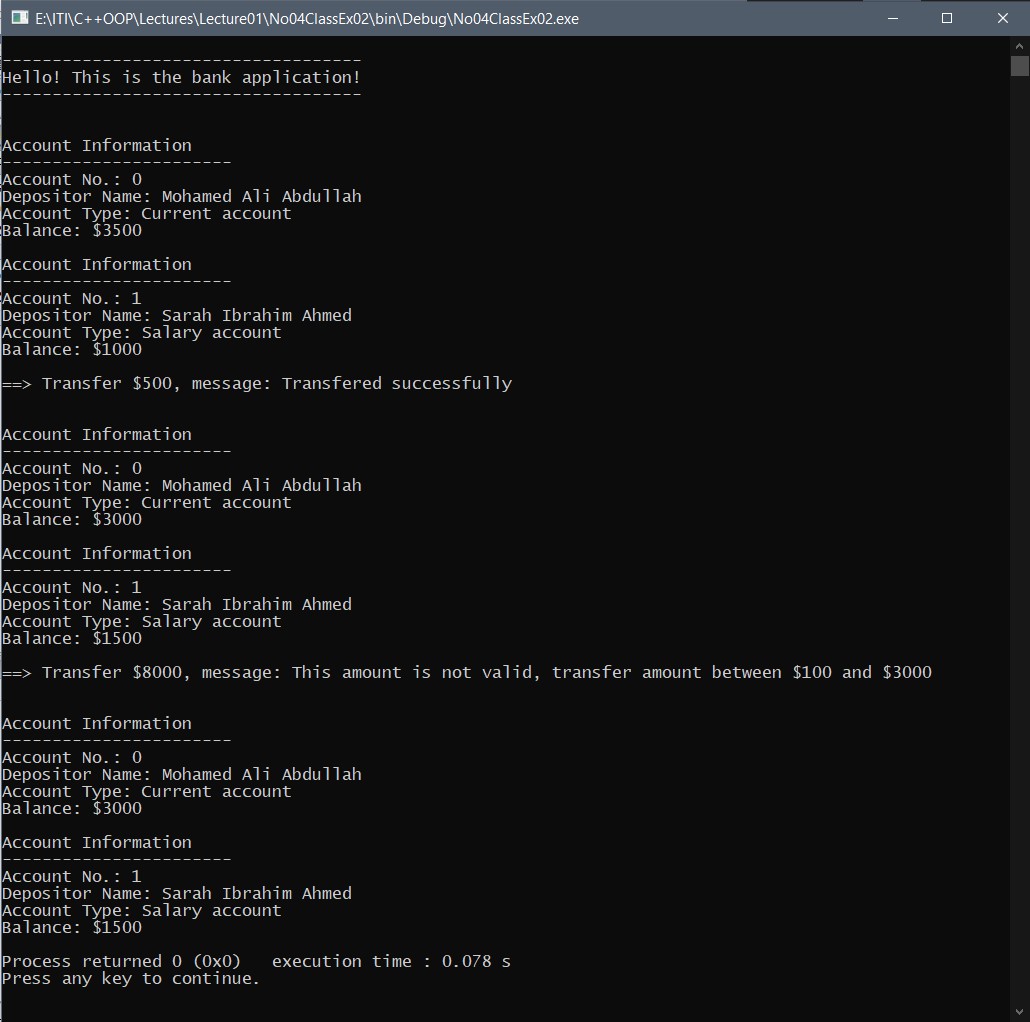 E:\ITI\C++OOP\Lectures\Lecture01\No04ClassEx02\bin\Debug\No04ClassEx02.exe
------------------------------------
Hello! This is the bank application!
------------------------------------
Account Information
-----------------------
Account No.: 0
Depositor Name: Mohamed Ali Abdullah
Account Type: Current account
Balance: $3500
Account Information
-----------------------
Account No.: 1
Depositor Name: Sarah Ibrahim Ahmed
Account Type: Salary account
Balance: $1000
==> Transfer $500, message: Transfered successfully
Account Information
-----------------------
Account No.: 0
Depositor Name: Mohamed Ali Abdullah
Account Type: Current account
Balance: $3000
Account Information
-----------------------
Account No.: 1
Depositor Name: Sarah Ibrahim Ahmed
Account Type: Salary account
Balance: $1500
==> Transfer $8000, message: This amount is not valid, transfer amount between $100 and $3000
Account Information
-----------------------
Account No.: 0
Depositor Name: Mohamed Ali Abdullah
Account Type: Current account
Balance: $3000
Account Information
-----------------------
Account No.: 1
Depositor Name: Sarah Ibrahim Ahmed
Account Type: Salary account
Balance: $1500
Process returned 0 (0x0)   execution time : 0.078 s
Press any key to continue.